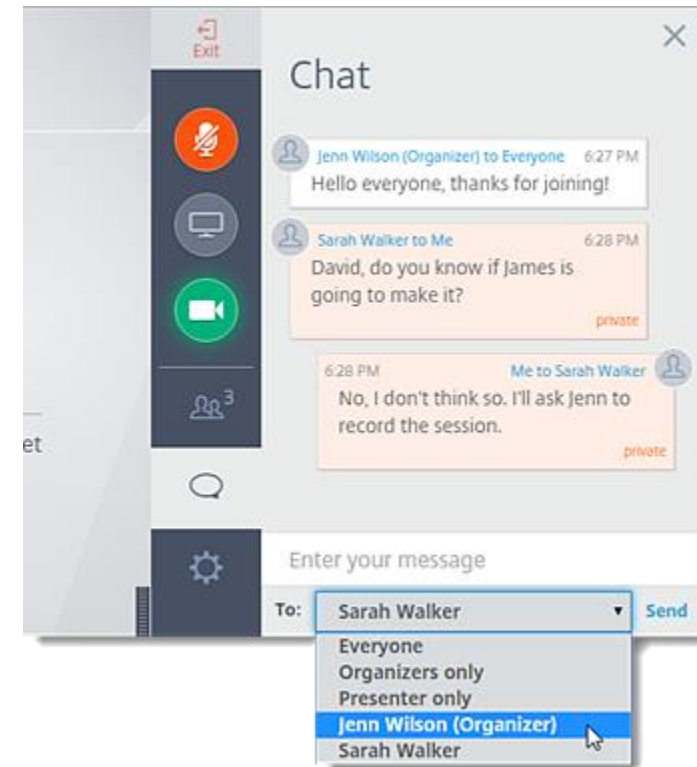 Exit
Chat
Jenn Wilson (Organizer) to Everyone 6:27 PM
Hello everyone, thanks for joining!
Sarah Walker to Me 6:28 PM
David, do you know if James is
going to make it?
private
6:28 PM Me to Sarah Walker
No, I don't think so. I'll ask Jenn to
record the session.
private
3
et
Enter your message
To: Sarah Walker Send
Everyone
Organizers only
Presenter only
Jenn Wilson (Organizer)
Sarah Walker